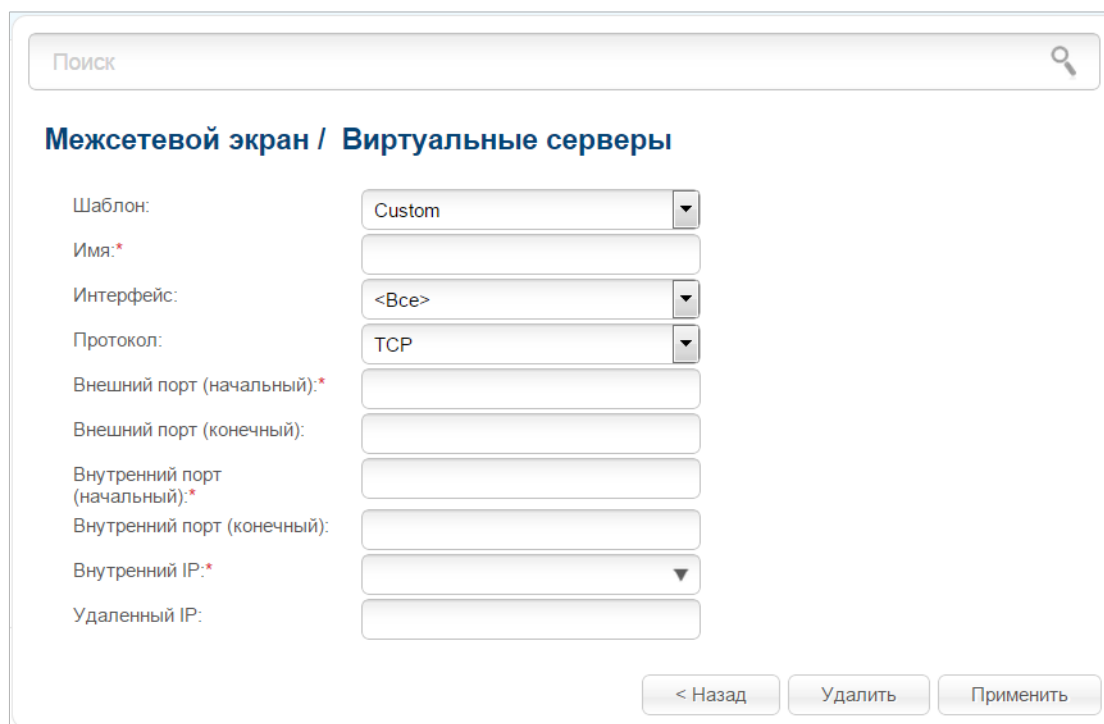 Поиск
Межсетевой экран / Виртуальные серверы
Шаблон: Custom
Имя:*
Интерфейс: <Все>
Протокол: TCP
Внешний порт (начальный):*
Внешний порт (конечный):
Внутренний порт
(начальный):*
Внутренний порт (конечный):
Внутренний IP:*
Удаленный IP:
< Назад Удалить Применить